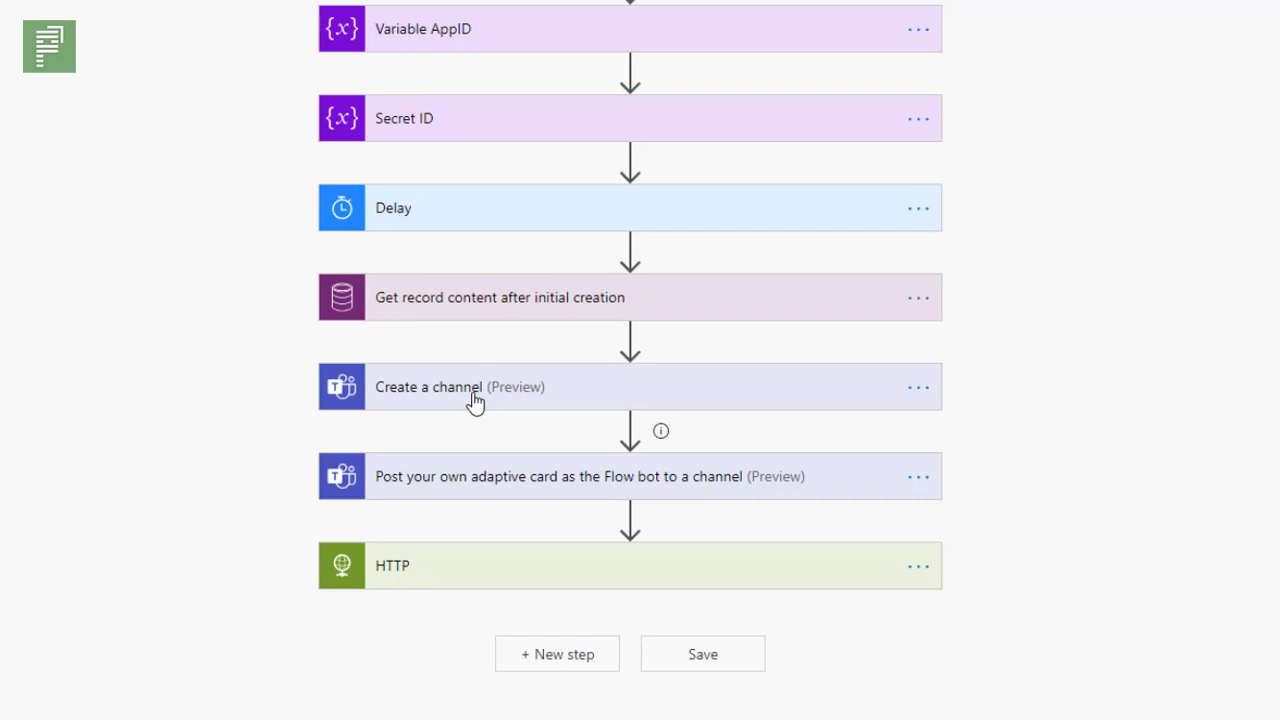 {x} Variable AppID ...
{x} Secret ID ...
Delay ...
Get record content after initial creation ...
T Create a channel (Preview) ...
i
T Post your own adaptive card as the Flow bot to a channel (Preview) ...
HTTP ...
+ New step Save